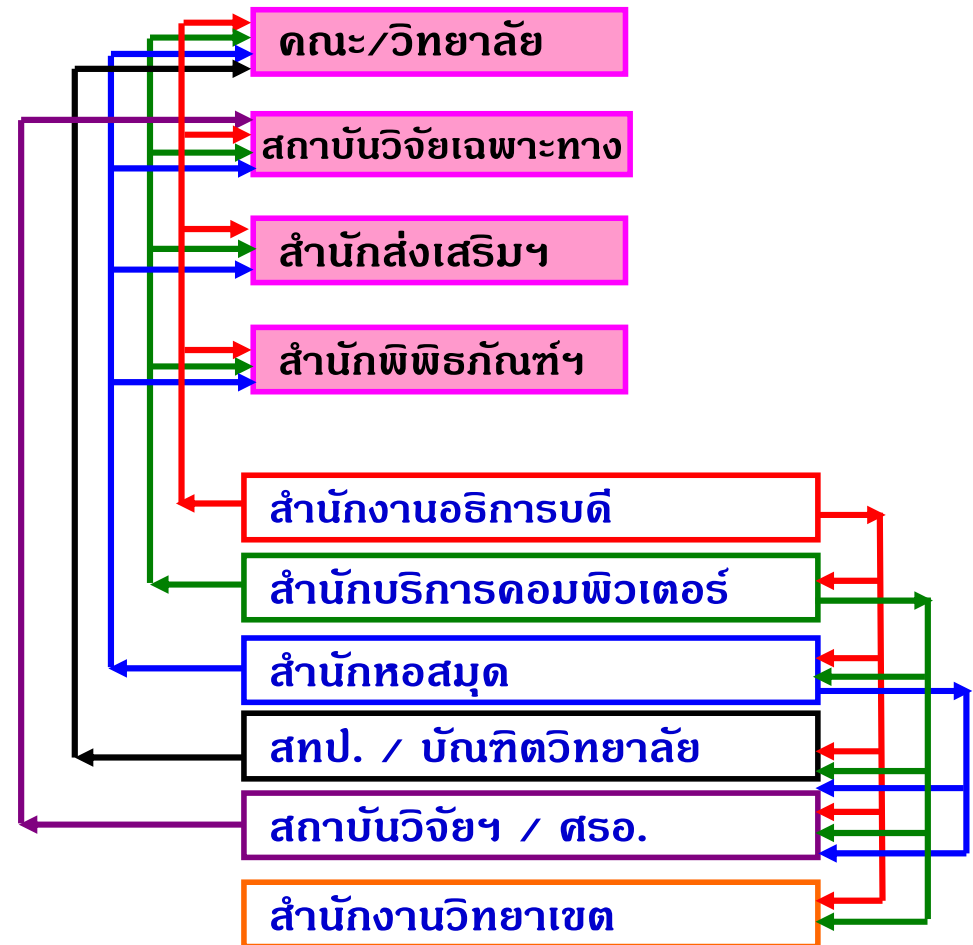 คณะ/วิทยาลัย
สถาบันวิจัยเฉพาะทาง
สำนักส่งเสริมฯ
สำนักพิพิธภัณฑ์ฯ
สำนักงานอธิการบดี
สำนักบริการคอมพิวเตอร์
สำนักหอสมุด
สทป. / บัณฑิตวิทยาลัย
สถาบันวิจัยฯ / ศรอ.
สำนักงานวิทยาเขต